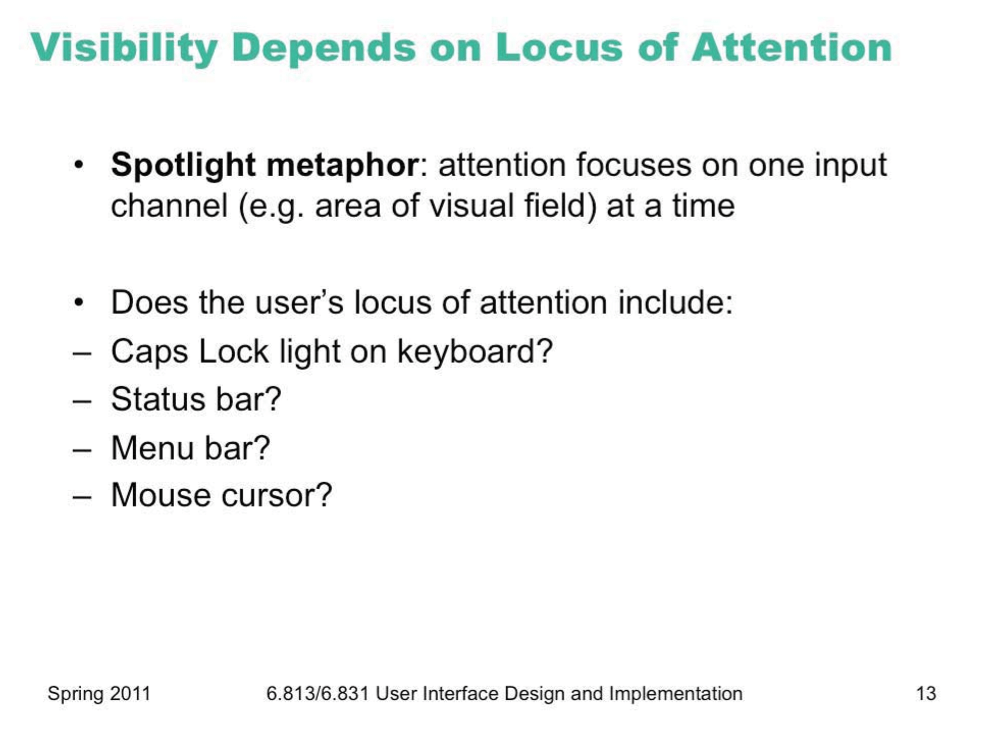 Visibility Depends on Locus of Attention
• Spotlight metaphor: attention focuses on one input
channel (e.g. area of visual field) at a time
• Does the user’s locus of attention include:
– Caps Lock light on keyboard?
– Status bar?
– Menu bar?
– Mouse cursor?
Spring 2011 6.813/6.831 User Interface Design and Implementation 13